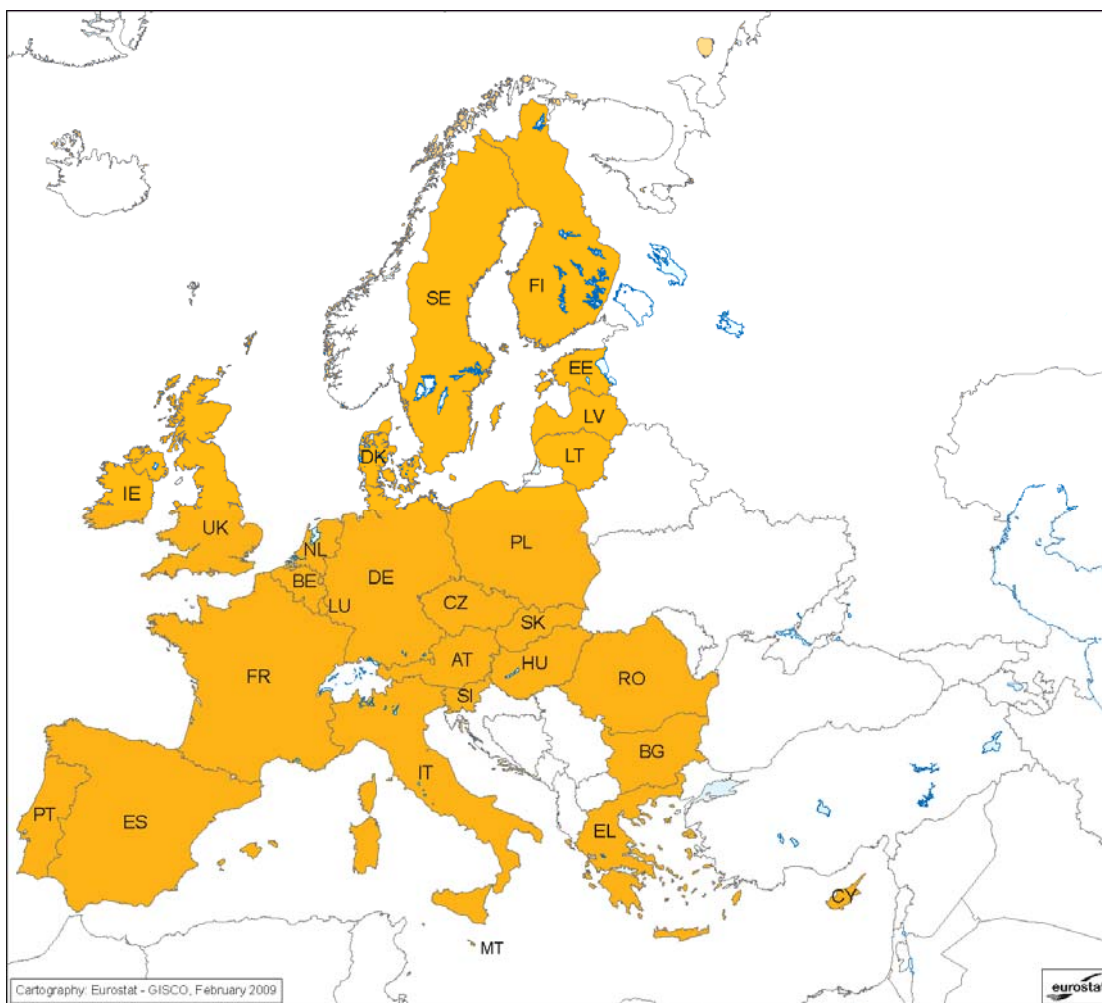 SE
FI
EE
LV
LT
DK
IE
UK
NL
PL
BE
DE
LU
CZ
SK
AT
HU
FR
SI
RO
BG
IT
PT
ES
EL
CY
MT
Cartography: Eurostat - GISCO, February 2009
eurostat